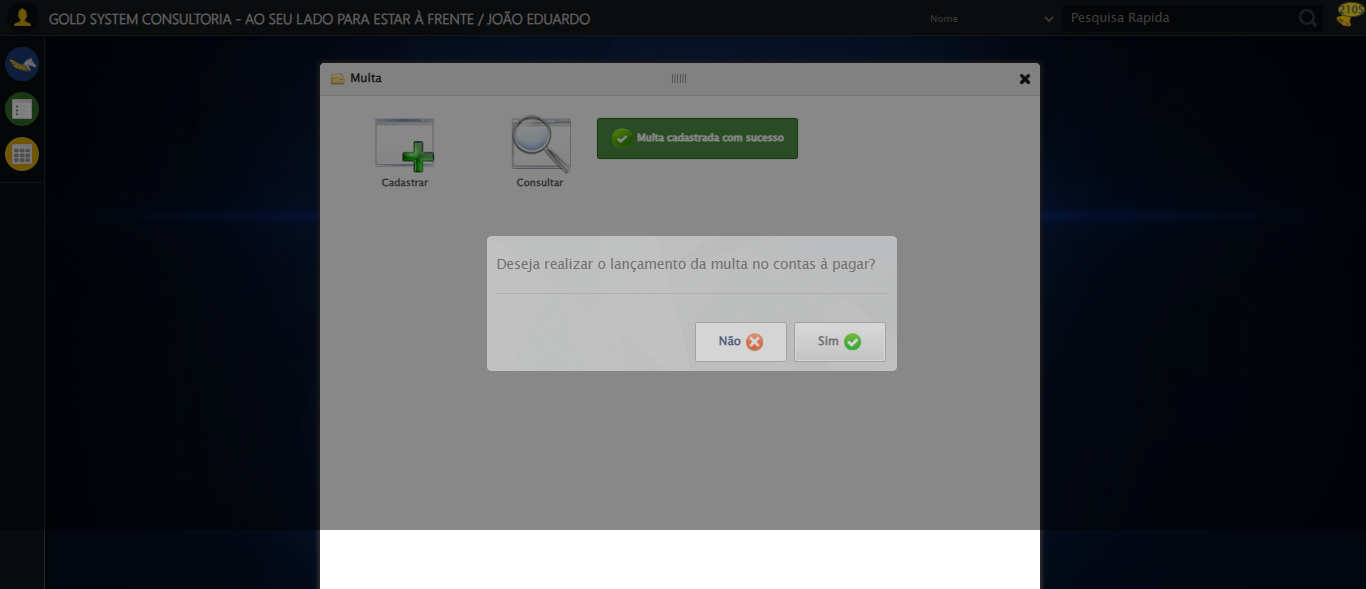 GOLD SYSTEM CONSULTORIA - AO SEU LADO PARA ESTAR À FRENTE / JOÃO EDUARDO
Nome
Pesquisa Rapida
2105
Multa
Multa cadastrada com sucesso
Cadastrar
Consultar
Deseja realizar o lançamento da multa no contas à pagar?
Não
Sim